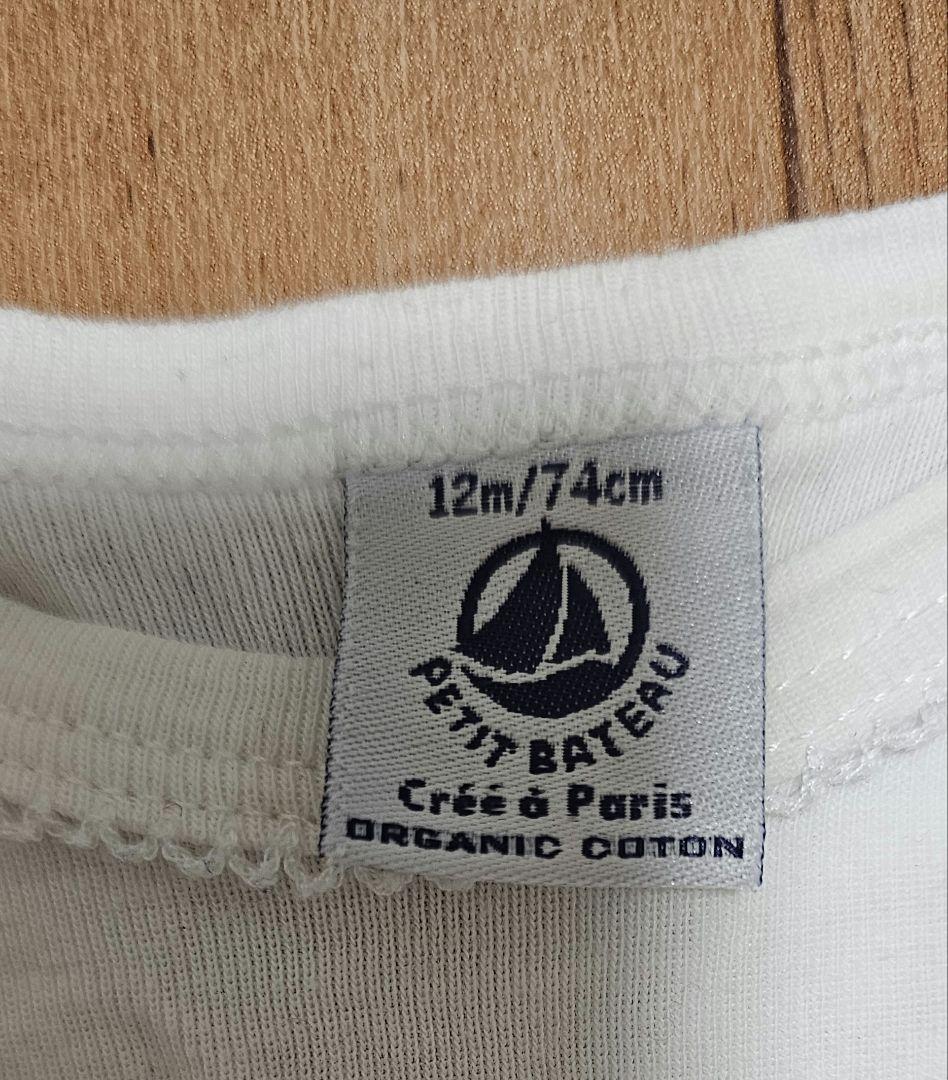 12m/74cm
PETIT BATEAU
Créé à Paris
ORGANIC COTON